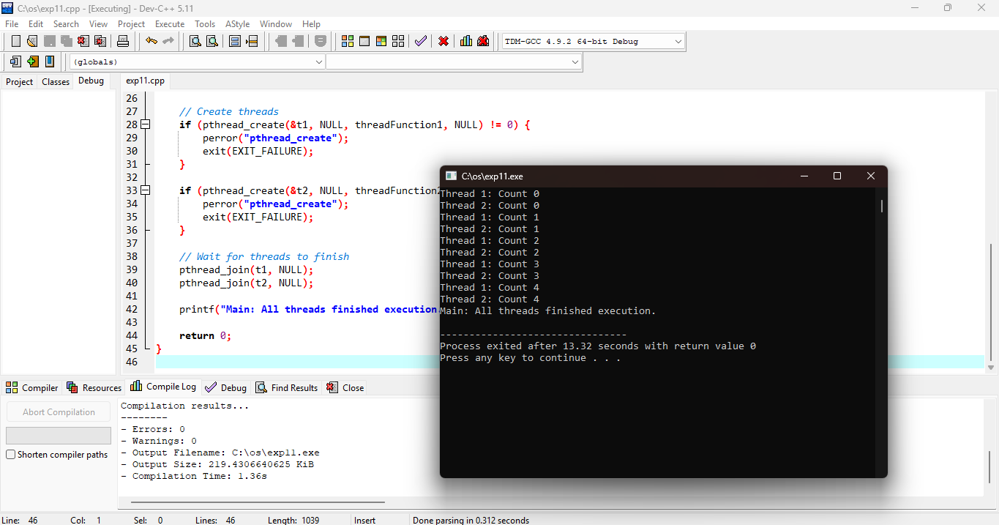 C:\os\exp11.cpp - [Executing] - Dev-C++ 5.11
File Edit Search View Project Execute Tools AStyle Window Help
TDM-GCC 4.9.2 64-bit Debug
(globals)
Project Classes Debug
exp11.cpp
26
27 // Create threads
28 if (pthread_create(&t1, NULL, threadFunction1, NULL) != 0) {
29 perror("pthread_create");
30 exit(EXIT_FAILURE);
31 }
32
33 if (pthread_create(&t2, NULL, threadFunction2
34 perror("pthread_create");
35 exit(EXIT_FAILURE);
36 }
37
38 // Wait for threads to finish
39 pthread_join(t1, NULL);
40 pthread_join(t2, NULL);
41
42 printf("Main: All threads finished execution.
43
44 return 0;
45 }
46
C:\os\exp11.exe
Thread 1: Count 0
Thread 2: Count 0
Thread 1: Count 1
Thread 2: Count 1
Thread 1: Count 2
Thread 2: Count 2
Thread 1: Count 3
Thread 2: Count 3
Thread 1: Count 4
Thread 2: Count 4
Main: All threads finished execution.
--------------------------------
Process exited after 13.32 seconds with return value 0
Press any key to continue . . .
Compiler Resources Compile Log Debug Find Results Close
Abort Compilation
Shorten compiler paths
Compilation results...
--------
- Errors: 0
- Warnings: 0
- Output Filename: C:\os\exp11.exe
- Output Size: 219.4306640625 KiB
- Compilation Time: 1.36s
Line: 46 Col: 1 Sel: 0 Lines: 46 Length: 1039 Insert Done parsing in 0.312 seconds